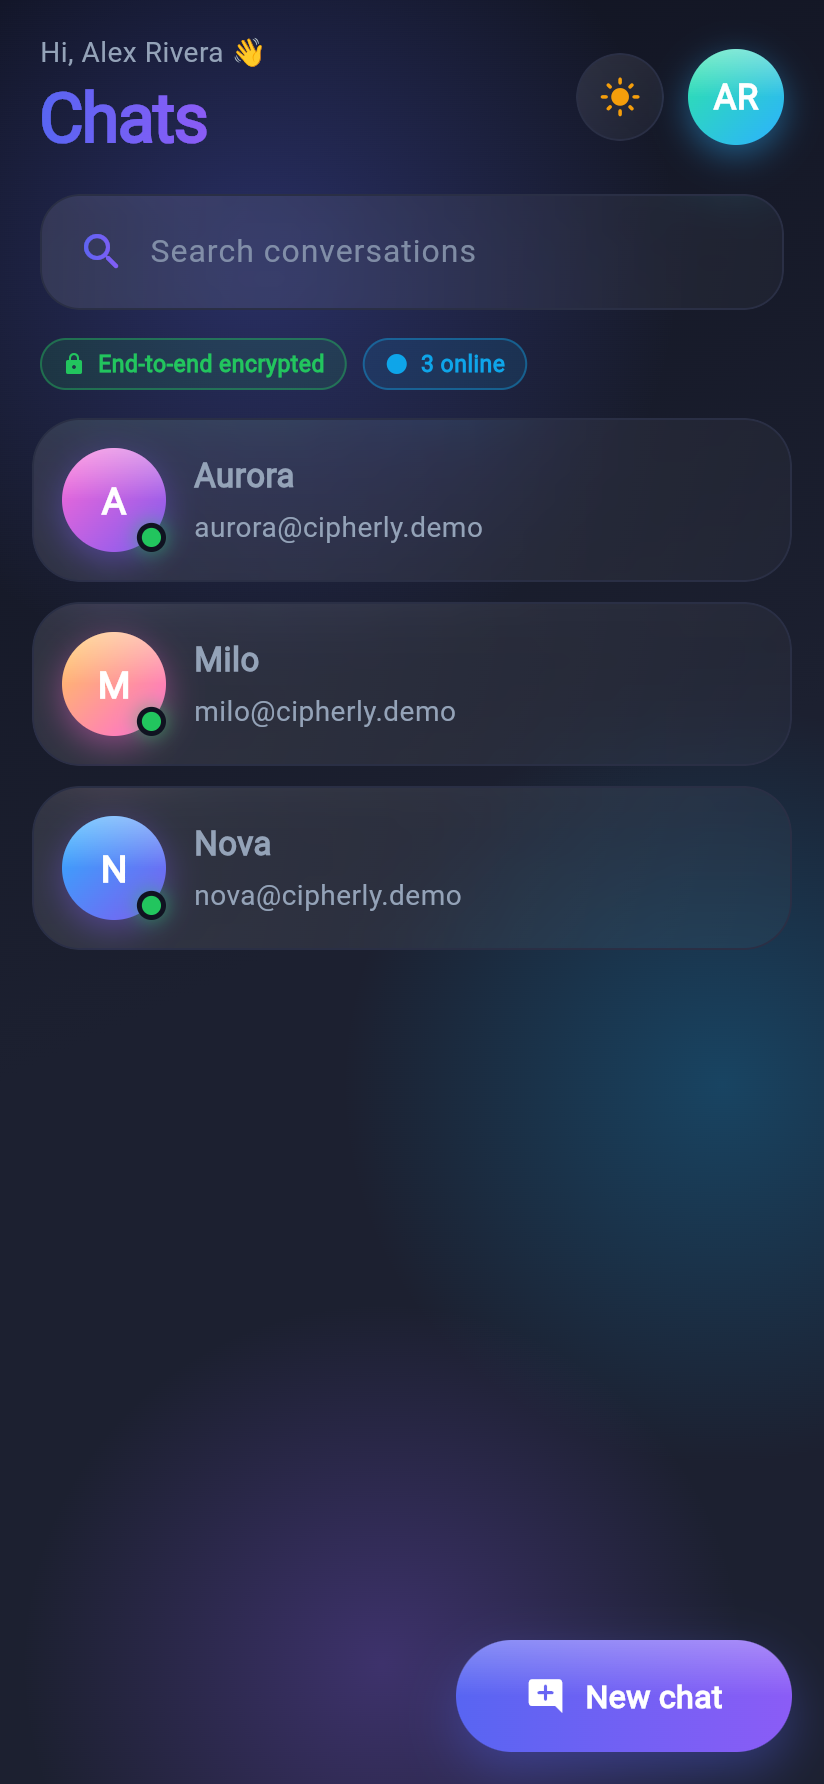 Hi, Alex Rivera 👋
Chats
AR
Search conversations
End-to-end encrypted
3 online
A
Aurora
aurora@cipherly.demo
M
Milo
milo@cipherly.demo
N
Nova
nova@cipherly.demo
New chat